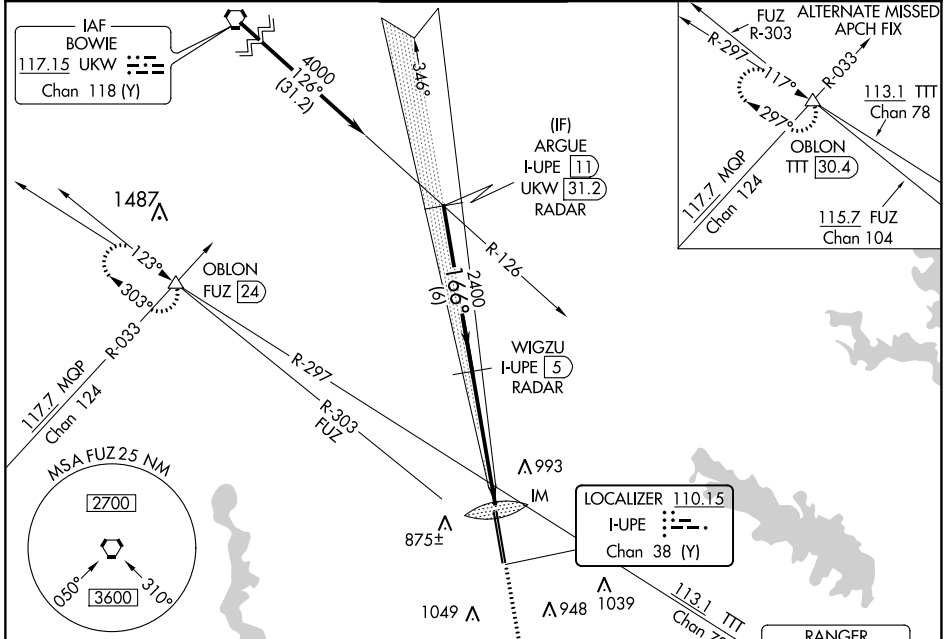 IAF
BOWIE
117.15 UKW
Chan 118 (Y)
4000
126°
(31.2)
346°
(IF)
ARGUE
I-UPE 11
UKW 31.2
RADAR
FUZ
R-303
ALTERNATE MISSED
APCH FIX
R-297
117°
R-033
297°
113.1 TTT
Chan 78
OBLON
TTT 30.4
117.7 MQP
Chan 124
115.7 FUZ
Chan 104
1487
123°
303°
OBLON
FUZ 24
R-033
117.7 MQP
Chan 124
R-126
2400
166°
(6)
WIGZU
I-UPE 5
RADAR
R-297
R-303
FUZ
MSA FUZ 25 NM
2700
050°
310°
3600
993
IM
875±
LOCALIZER 110.15
I-UPE
Chan 38 (Y)
1049
948
1039
113.1 TTT
RANGER